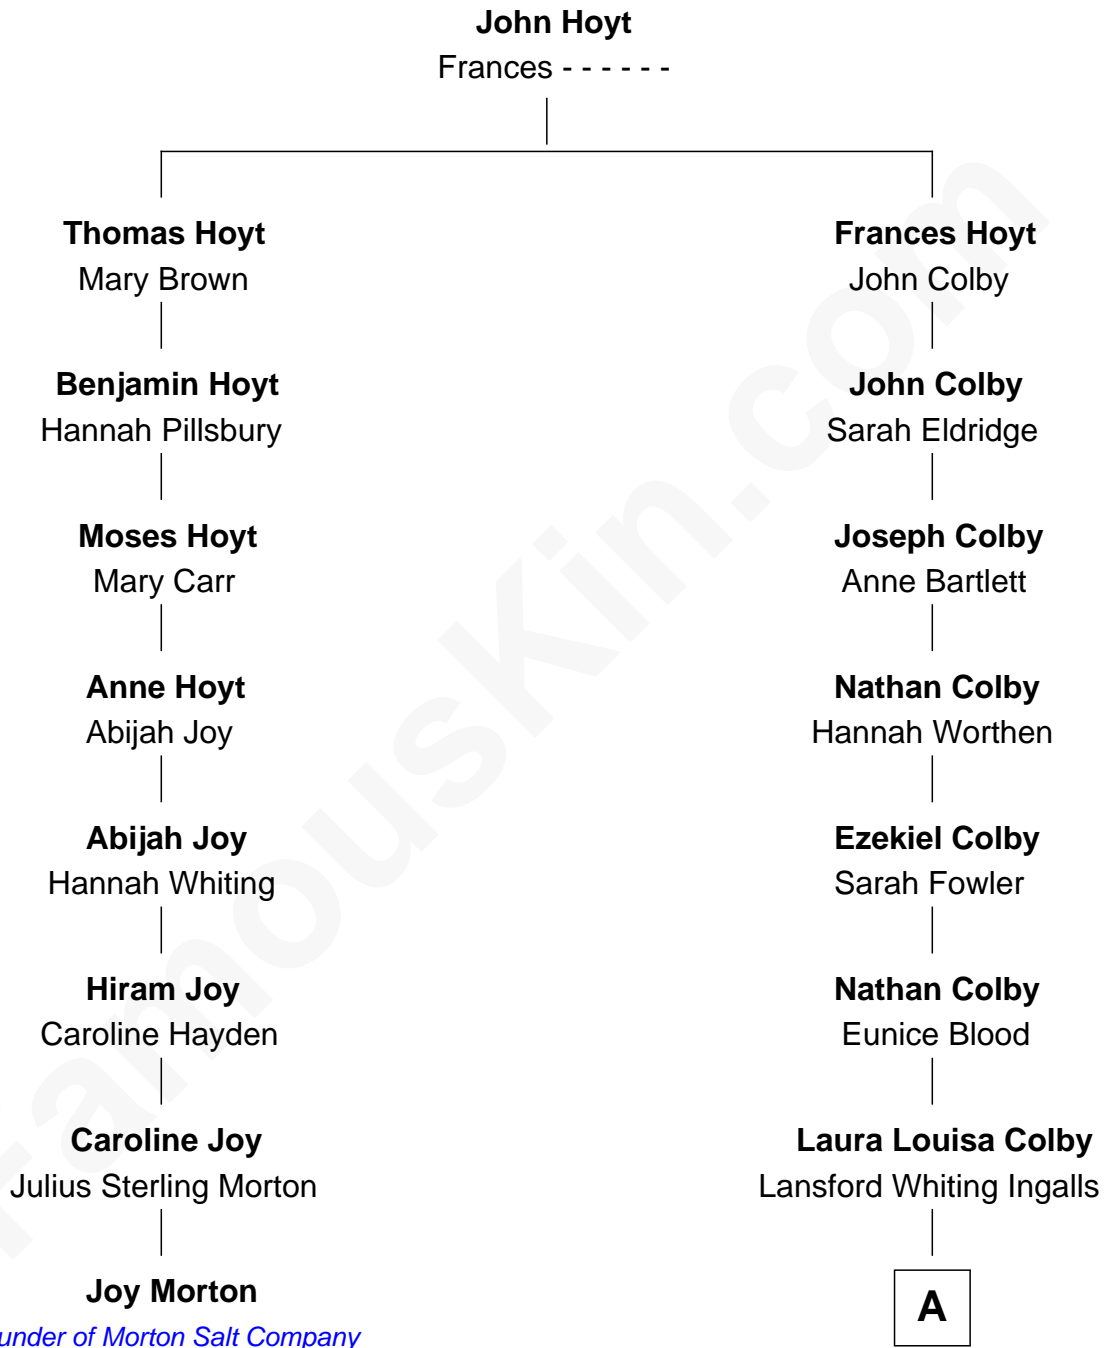 John Hoyt
Frances - - - - - -
Thomas Hoyt
Mary Brown
Frances Hoyt
John Colby
Benjamin Hoyt
Hannah Pillsbury
John Colby
Sarah Eldridge
Moses Hoyt
Mary Carr
Joseph Colby
Anne Bartlett
Anne Hoyt
Abijah Joy
Nathan Colby
Hannah Worthen
Abijah Joy
Hannah Whiting
Ezekiel Colby
Sarah Fowler
Hiram Joy
Caroline Hayden
Nathan Colby
Eunice Blood
Caroline Joy
Julius Sterling Morton
Laura Louisa Colby
Lansford Whiting Ingalls
Joy Morton
under of Morton Salt Company
A
FamousKin.com